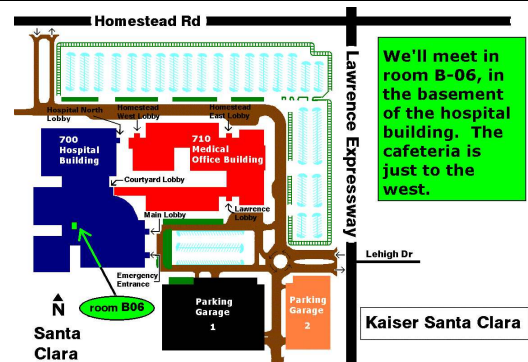 Homestead Rd
Lawrence Expressway
We'll meet in
room B-06, in
the basement
of the hospital
building. The
cafeteria is
just to the
west.
Hospital North
Lobby
Homestead
West Lobby
Homestead
East Lobby
700
Hospital
Building
710
Medical
Office Building
Courtyard Lobby
Main Lobby
Lawrence
Lobby
Lehigh Dr
Emergency
Entrance
room B06
N
Parking
Garage
1
Parking
Garage
2
Kaiser Santa Clara
Santa
Clara